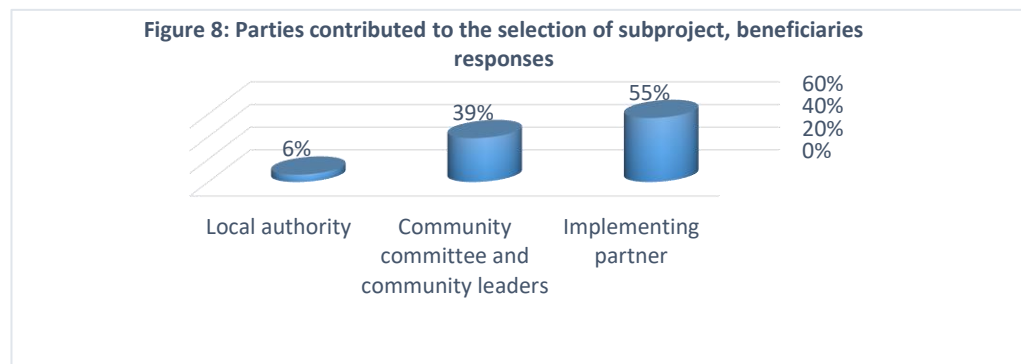 Figure 8: Parties contributed to the selection of subproject, beneficiaries
responses
60%
40%
20%
0%
6%
39%
55%
Local authority
Community
committee and
community leaders
Implementing
partner